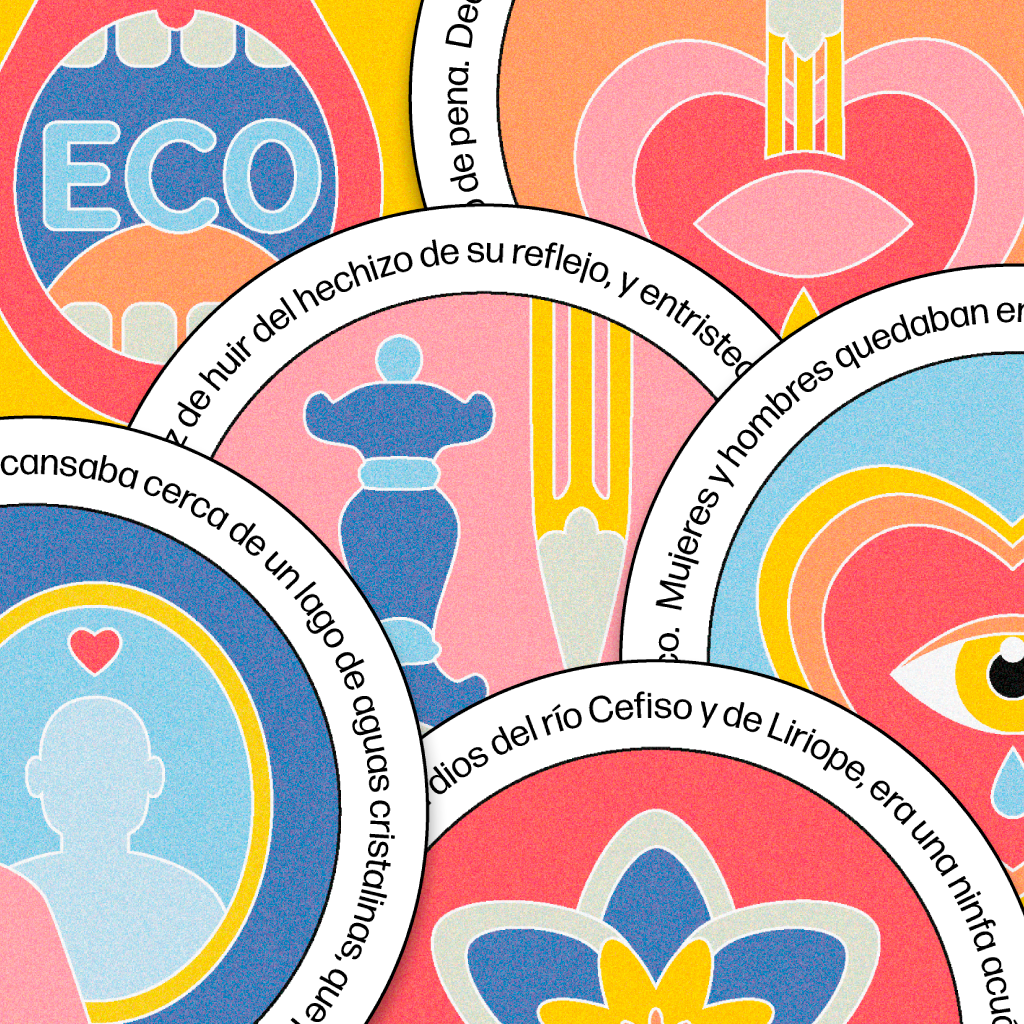 ECO
de pena. Dec
z de huir del hechizo de su reflejo, y entristec
co. Mujeres y hombres quedaban en
cansaba cerca de un lago de aguas cristalinas, que
dios del río Cefiso y de Liriope, era una ninfa acuá